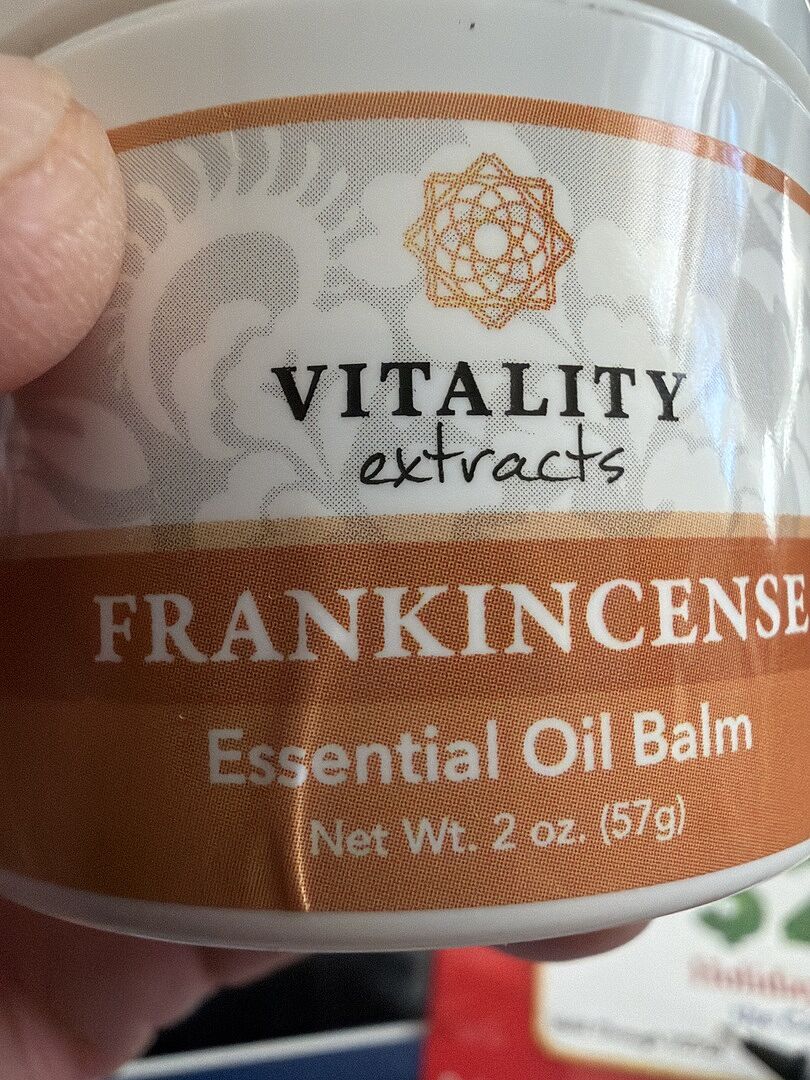 VITALITY
extracts
FRANKINCENSE
Essential Oil Balm
Net Wt. 2 oz. (57g)